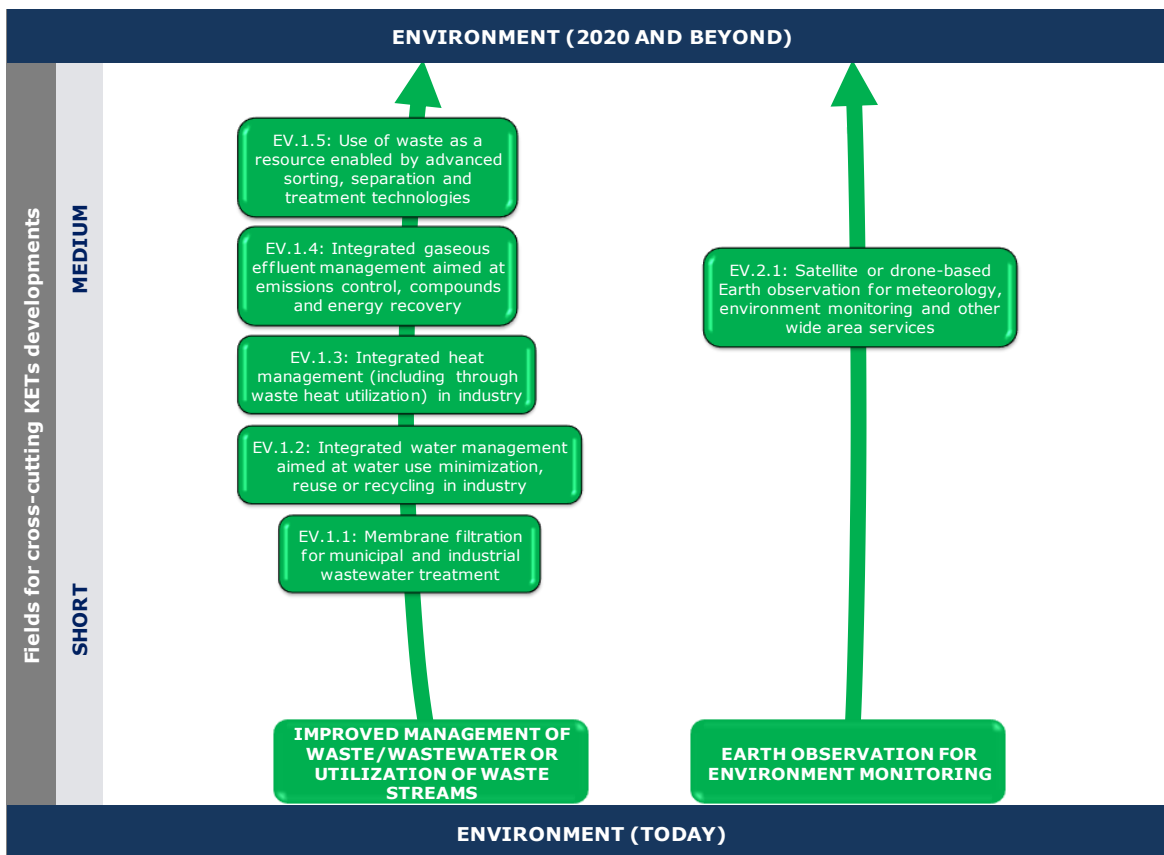 ENVIRONMENT (2020 AND BEYOND)
Fields for cross-cutting KETs developments
MEDIUM
SHORT
EV.1.5: Use of waste as a
resource enabled by advanced
sorting, separation and
treatment technologies
EV.1.4: Integrated gaseous
effluent management aimed at
emissions control, compounds
and energy recovery
EV.1.3: Integrated heat
management (including through
waste heat utilization) in industry
EV.1.2: Integrated water management
aimed at water use minimization,
reuse or recycling in industry
EV.1.1: Membrane filtration
for municipal and industrial
wastewater treatment
IMPROVED MANAGEMENT OF
WASTE/WASTEWATER OR
UTILIZATION OF WASTE
STREAMS
EV.2.1: Satellite or drone-based
Earth observation for meteorology,
environment monitoring and other
wide area services
EARTH OBSERVATION FOR
ENVIRONMENT MONITORING
ENVIRONMENT (TODAY)